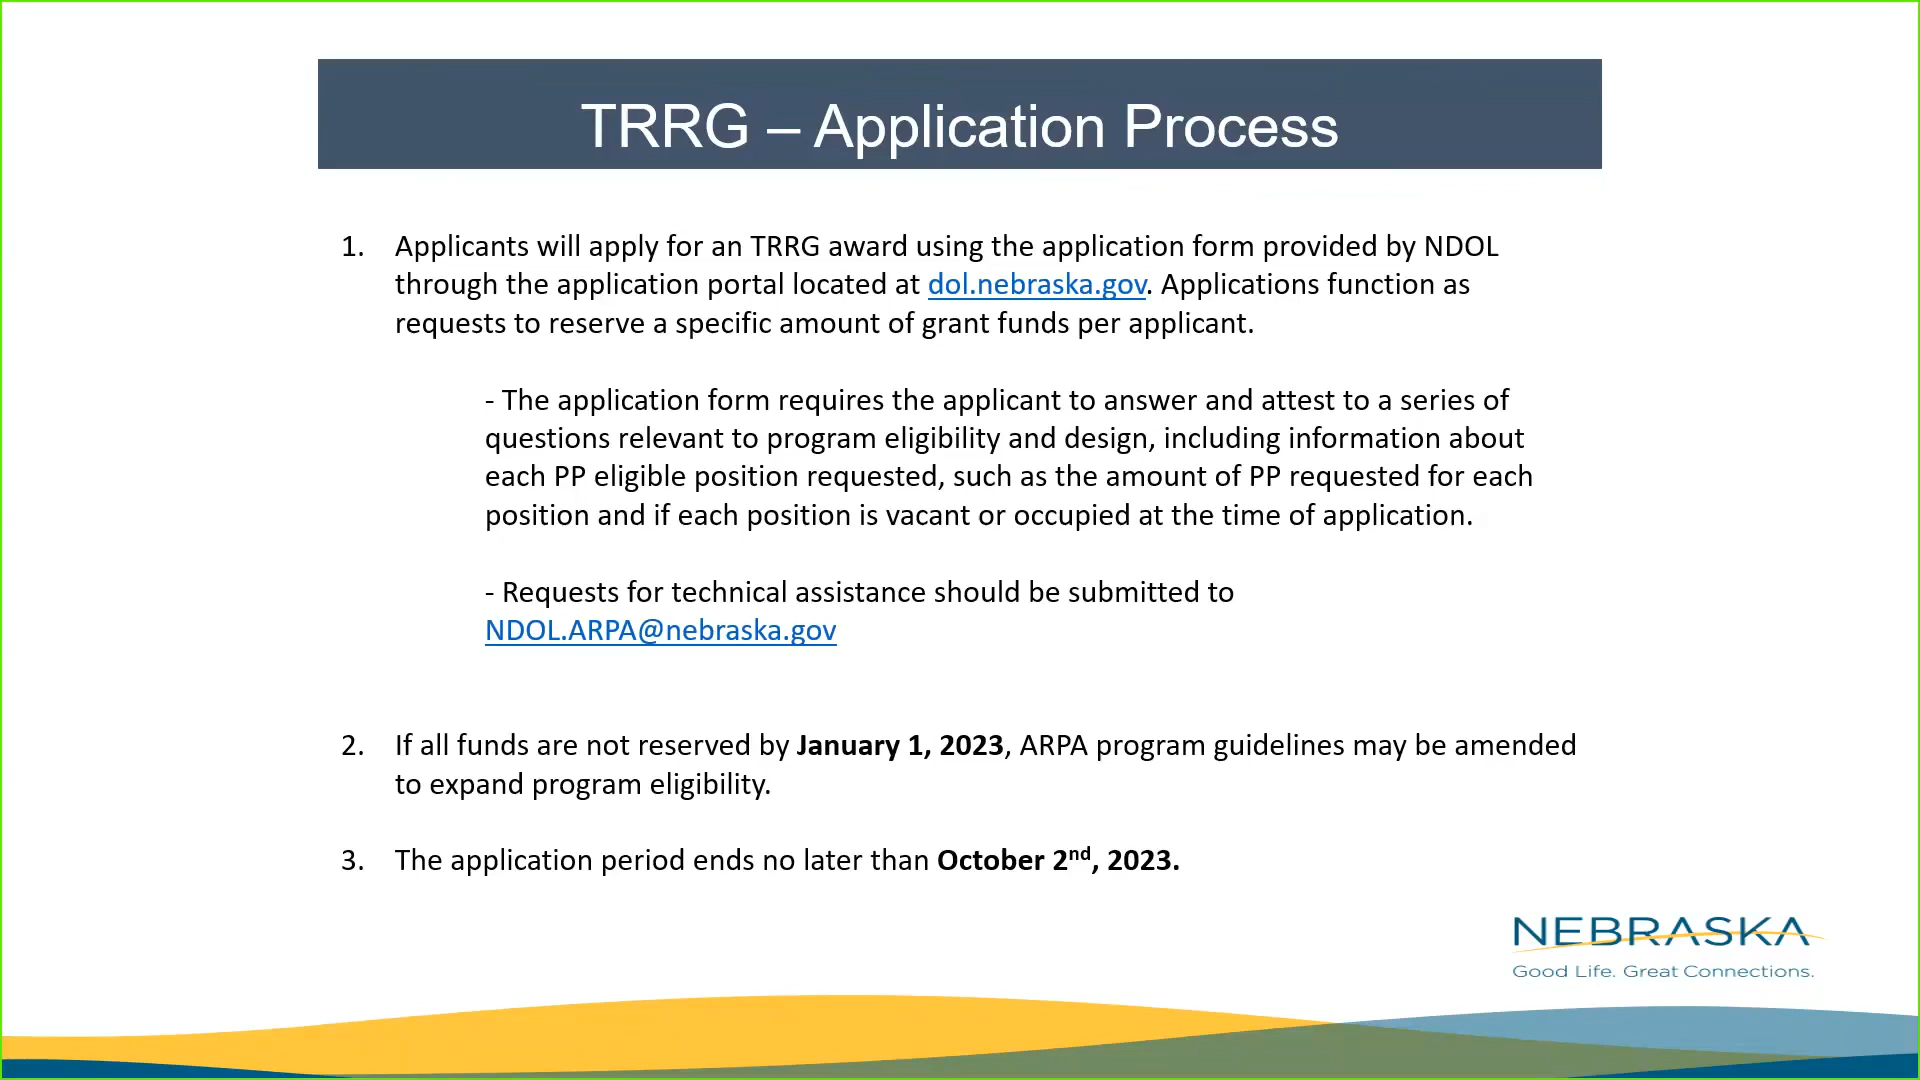 TRRG – Application Process
1. Applicants will apply for an TRRG award using the application form provided by NDOL
through the application portal located at dol.nebraska.gov. Applications function as
requests to reserve a specific amount of grant funds per applicant.
- The application form requires the applicant to answer and attest to a series of
questions relevant to program eligibility and design, including information about
each PP eligible position requested, such as the amount of PP requested for each
position and if each position is vacant or occupied at the time of application.
- Requests for technical assistance should be submitted to
NDOL.ARPA@nebraska.gov
2. If all funds are not reserved by January 1, 2023, ARPA program guidelines may be amended
to expand program eligibility.
3. The application period ends no later than October 2nd, 2023.
NEBRASKA
Good Life. Great Connections.